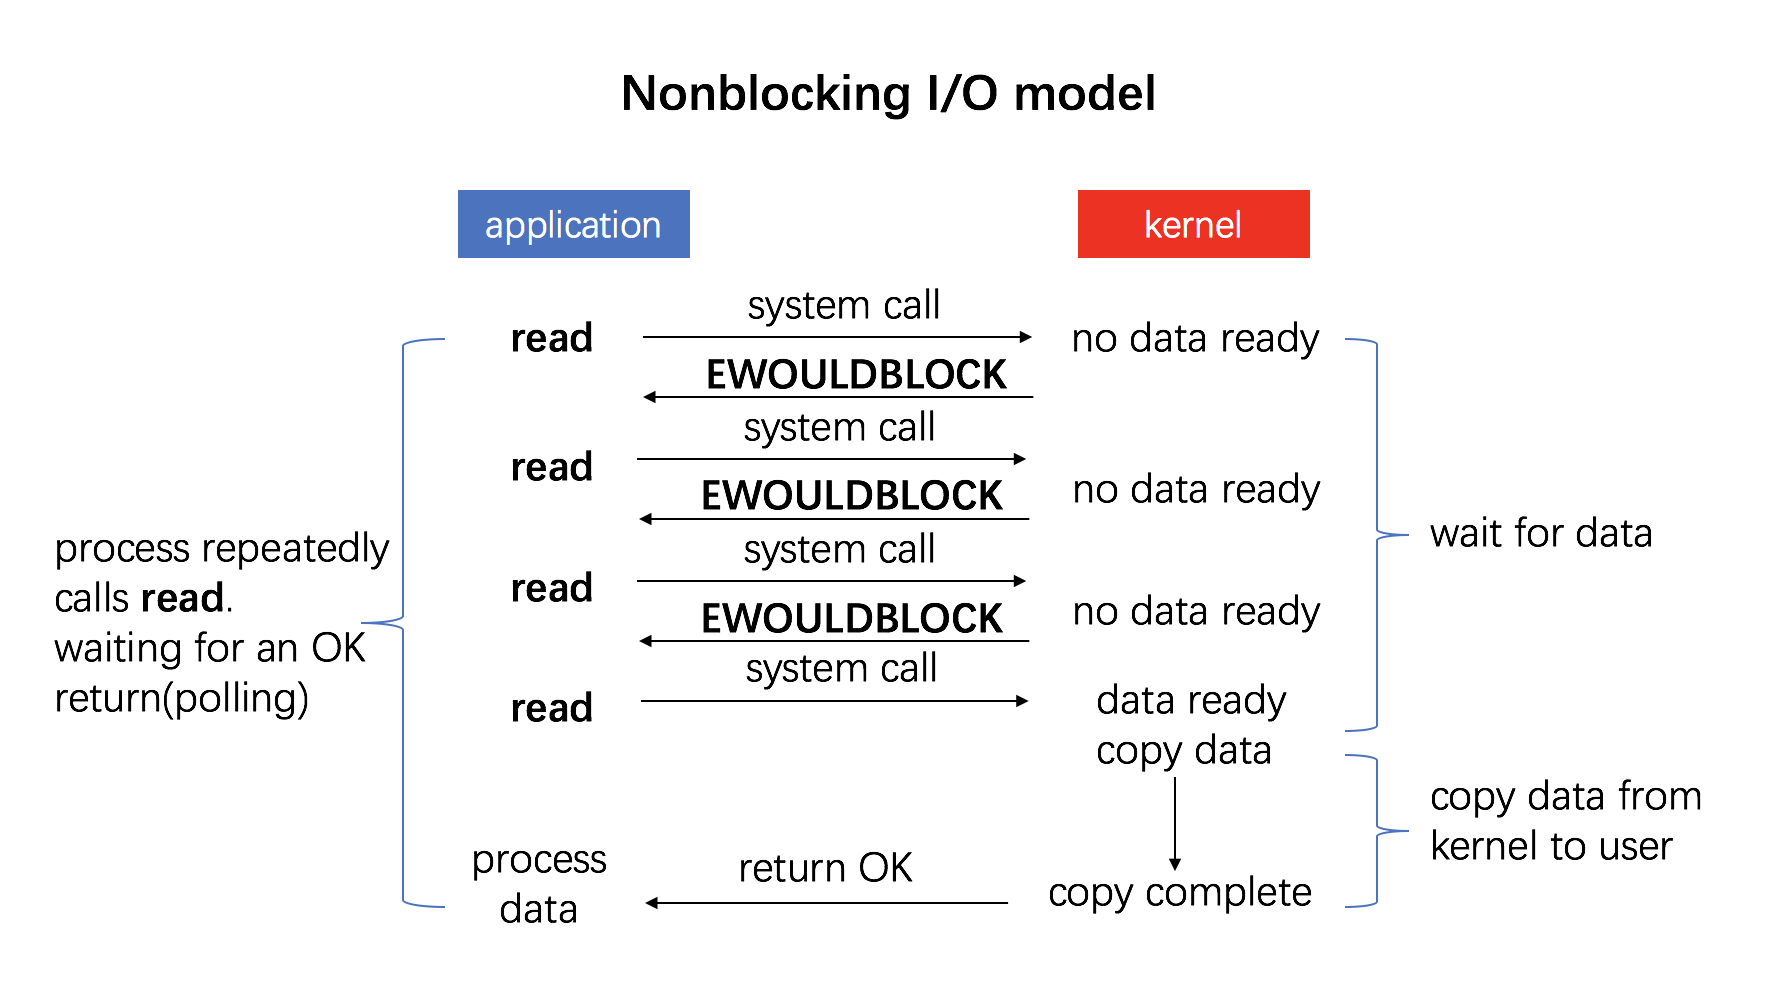 Nonblocking I/O model
application
kernel
system call
read
no data ready
EWOULDBLOCK
system call
read
no data ready
EWOULDBLOCK
system call
read
no data ready
EWOULDBLOCK
system call
read
data ready
copy data
process repeatedly
calls read.
waiting for an OK
return(polling)
wait for data
copy data from
kernel to user
process
data
return OK
copy complete